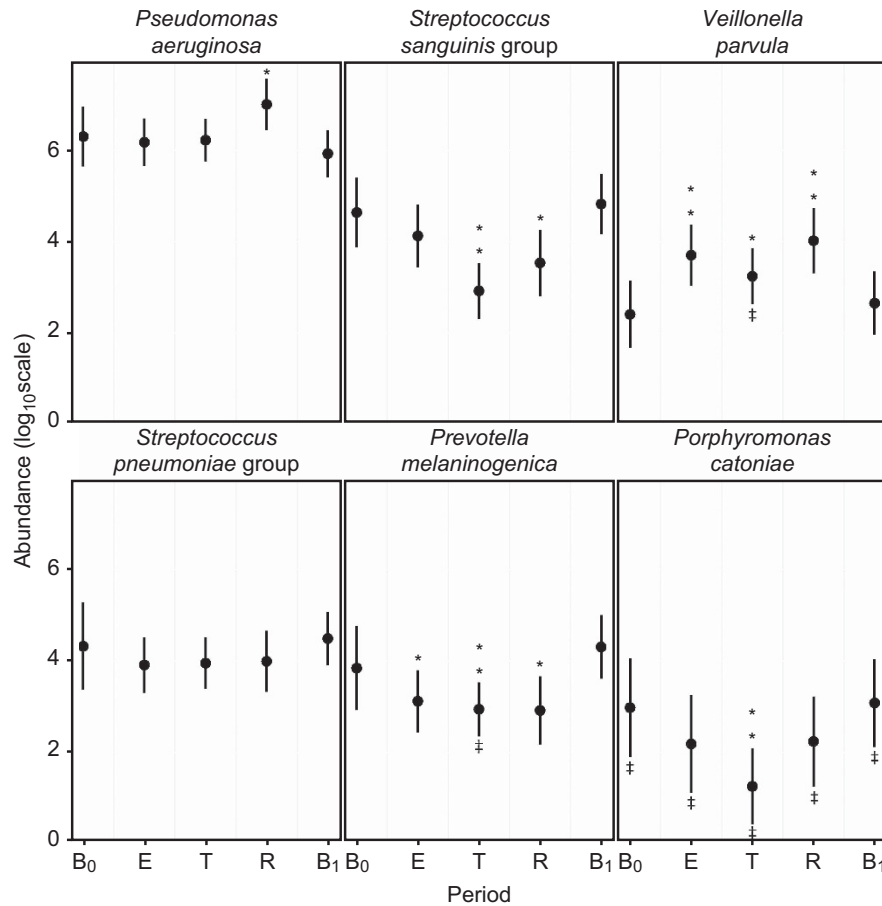 Pseudomonas
aeruginosa
Streptococcus
sanguinis group
Veillonella
parvula
*
*
*
*
*
*
*
*
*
‡
6
4
2
0
Abundance (log₁₀scale)
Streptococcus
pneumoniae group
Prevotella
melaninogenica
Porphyromonas
catoniae
*
*
*
*
‡
*
*
‡
‡
‡
‡
‡
6
4
2
0
B₀ E T R B₁
B₀ E T R B₁
B₀ E T R B₁
Period